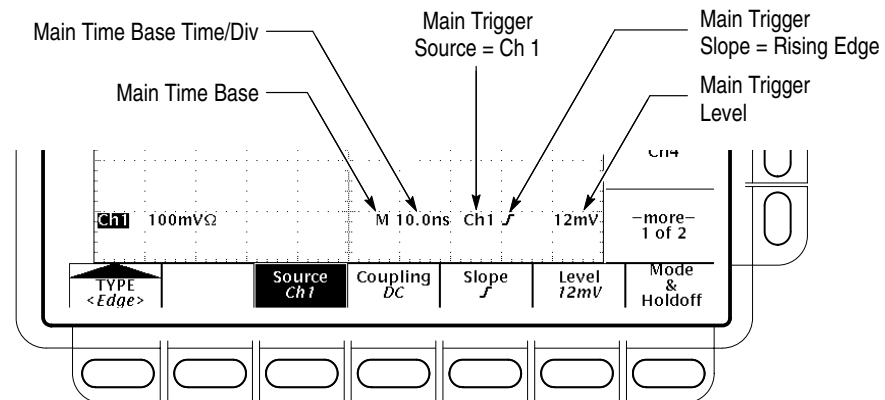 Main Time Base Time/Div
Main Trigger
Source = Ch 1
Main Trigger
Slope = Rising Edge
Main Time Base
Main Trigger
Level
Ch4
Ch1 100mVΩ M 10.0ns Ch1 12mV
–more–
1 of 2
TYPE
<Edge>
Source
Ch1
Coupling
DC
Slope
Level
12mV
Mode
&
Holdoff